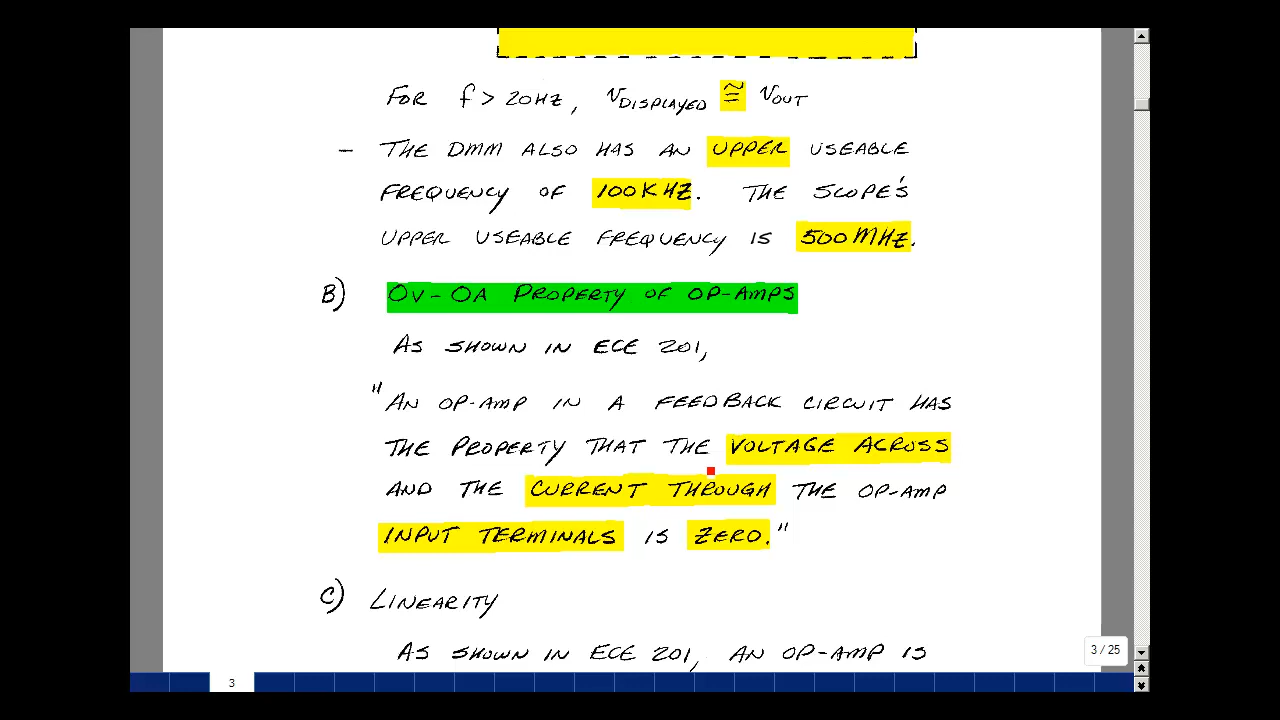 FOR f > 20HZ, VDISPLAYED ≅ VOUT
- THE DMM ALSO HAS AN UPPER USEABLE
FREQUENCY OF 100KHZ. THE SCOPE'S
UPPER USEABLE FREQUENCY IS 500MHZ.
B) 0V-0A PROPERTY OF OP-AMPS
AS SHOWN IN ECE 201,
"AN OP-AMP IN A FEEDBACK CIRCUIT HAS
THE PROPERTY THAT THE VOLTAGE ACROSS
AND THE CURRENT THROUGH THE OP-AMP
INPUT TERMINALS IS ZERO."
C) LINEARITY
AS SHOWN IN ECE 201, AN OP-AMP IS
3 / 25
3